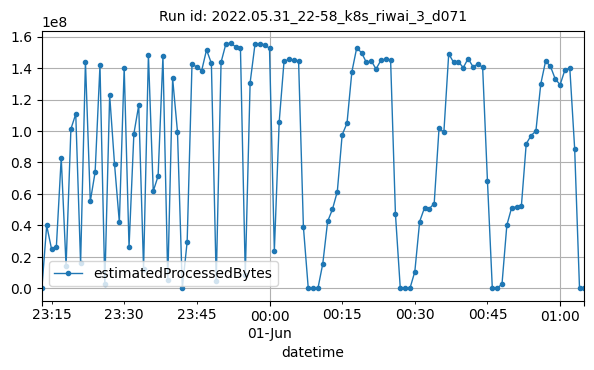 Run id: 2022.05.31_22-58_k8s_riwai_3_d071
1e8
1.6
1.4
1.2
1.0
0.8
0.6
0.4
0.2
0.0
estimatedProcessedBytes
23:15 23:30 23:45 00:00 00:15 00:30 00:45 01:00
01-Jun
datetime